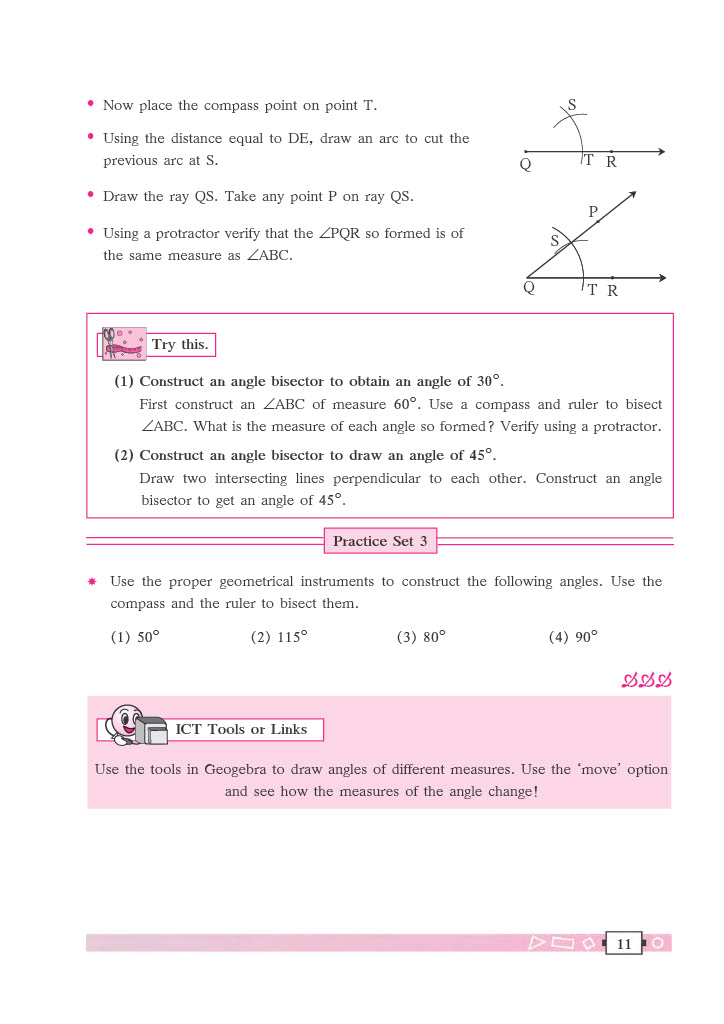 • Now place the compass point on point T.
• Using the distance equal to DE, draw an arc to cut the
previous arc at S.
• Draw the ray QS. Take any point P on ray QS.
• Using a protractor verify that the ∠PQR so formed is of
the same measure as ∠ABC.
S
Q T R
P
S
Q T R
Try this.
(1) Construct an angle bisector to obtain an angle of 30°.
First construct an ∠ABC of measure 60°. Use a compass and ruler to bisect
∠ABC. What is the measure of each angle so formed? Verify using a protractor.
(2) Construct an angle bisector to draw an angle of 45°.
Draw two intersecting lines perpendicular to each other. Construct an angle
bisector to get an angle of 45°.
Practice Set 3
Use the proper geometrical instruments to construct the following angles. Use the
compass and the ruler to bisect them.
(1) 50° (2) 115° (3) 80° (4) 90°
ICT Tools or Links
Use the tools in Geogebra to draw angles of different measures. Use the ‘move’ option
and see how the measures of the angle change!
11